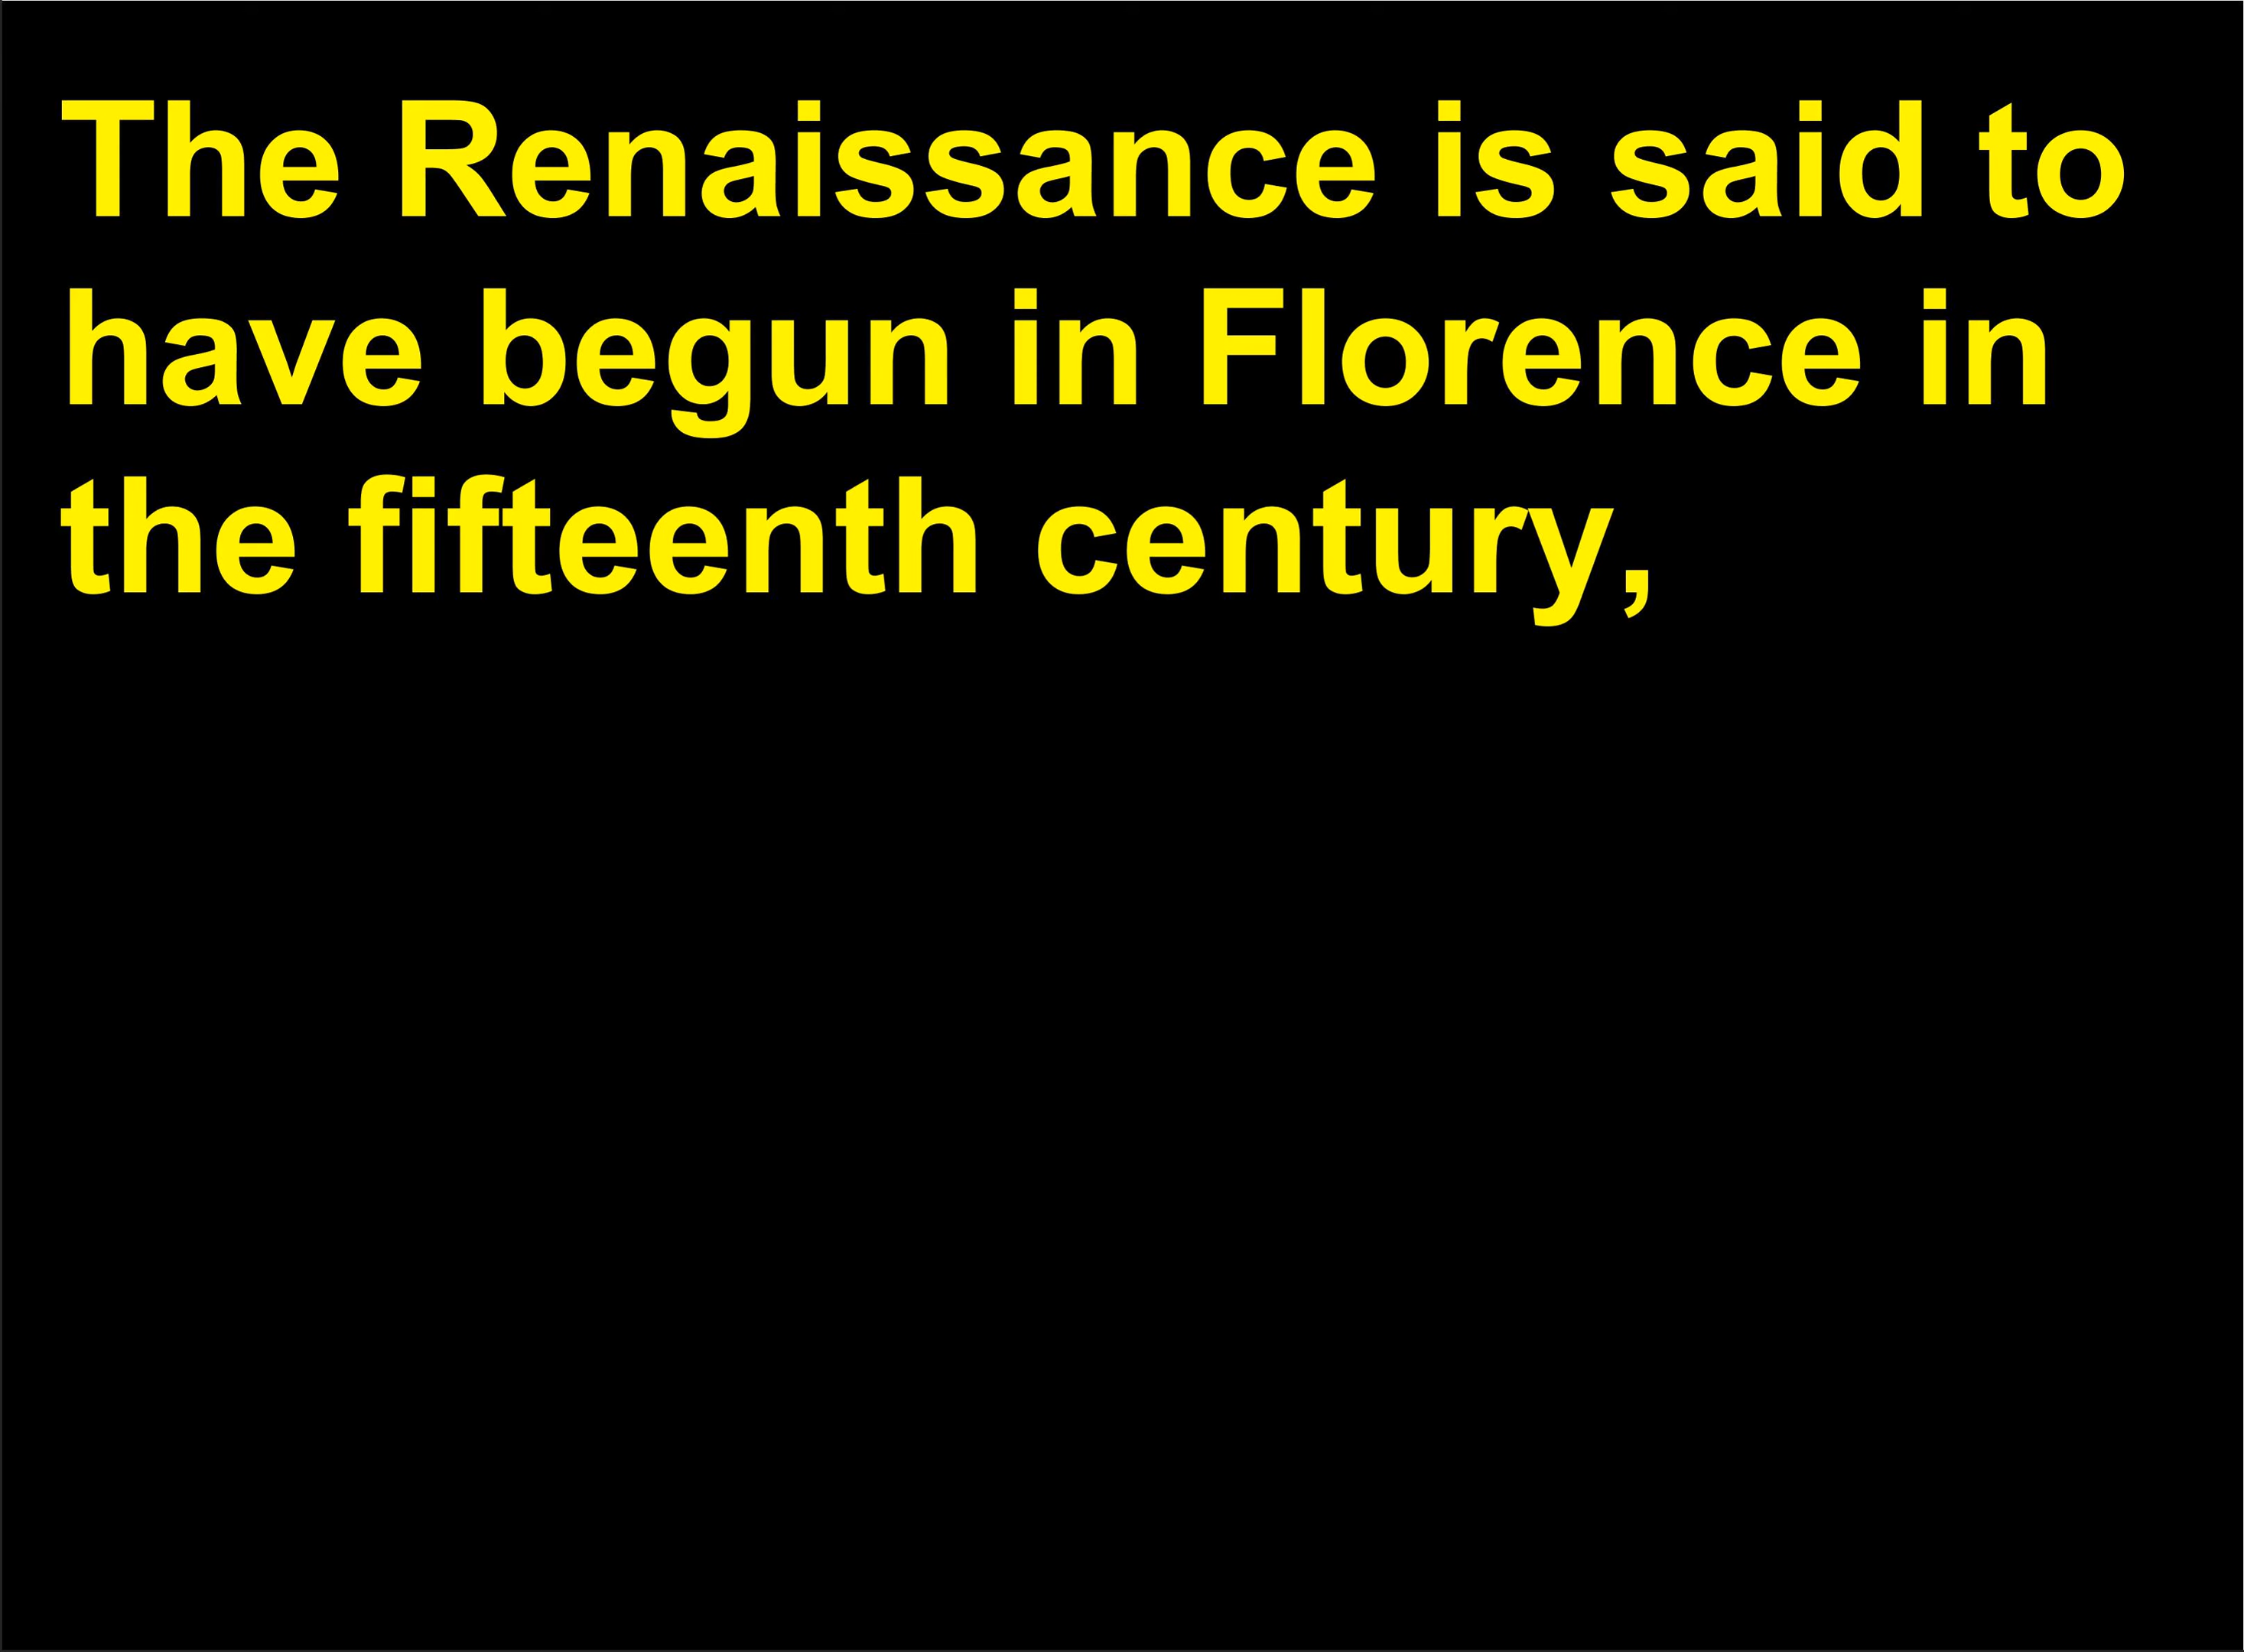 The Renaissance is said to
have begun in Florence in
the fifteenth century,